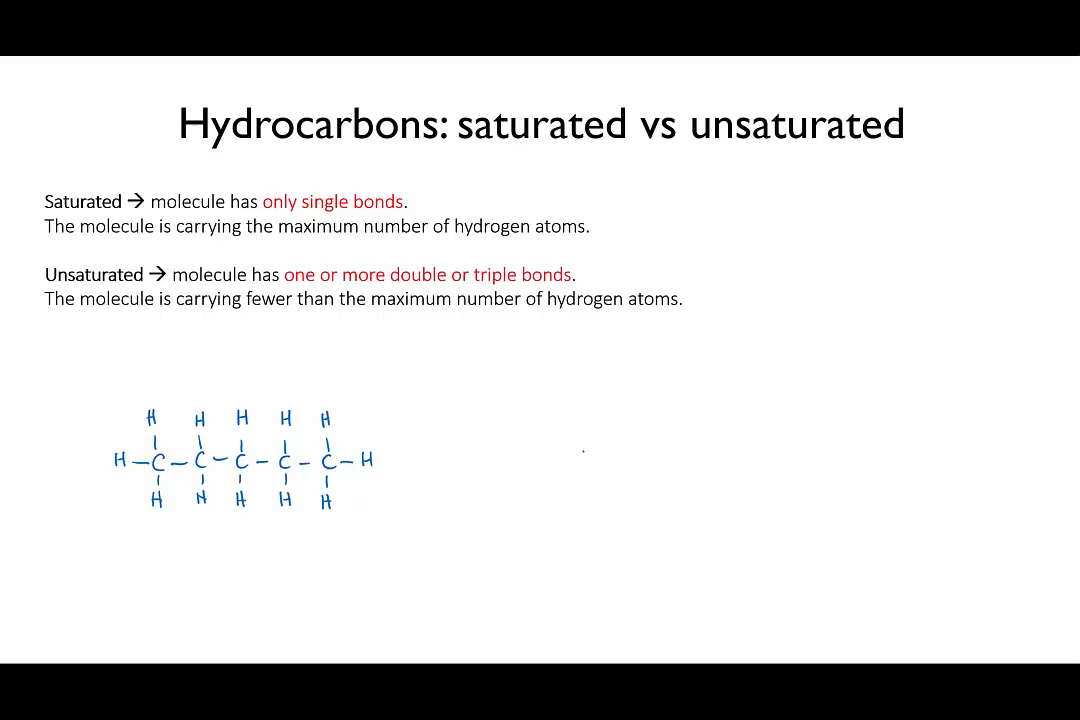 Hydrocarbons: saturated vs unsaturated
Saturated → molecule has only single bonds.
The molecule is carrying the maximum number of hydrogen atoms.
Unsaturated → molecule has one or more double or triple bonds.
The molecule is carrying fewer than the maximum number of hydrogen atoms.
H H H H H
H – C – C – C – C – C – H
H H H H H